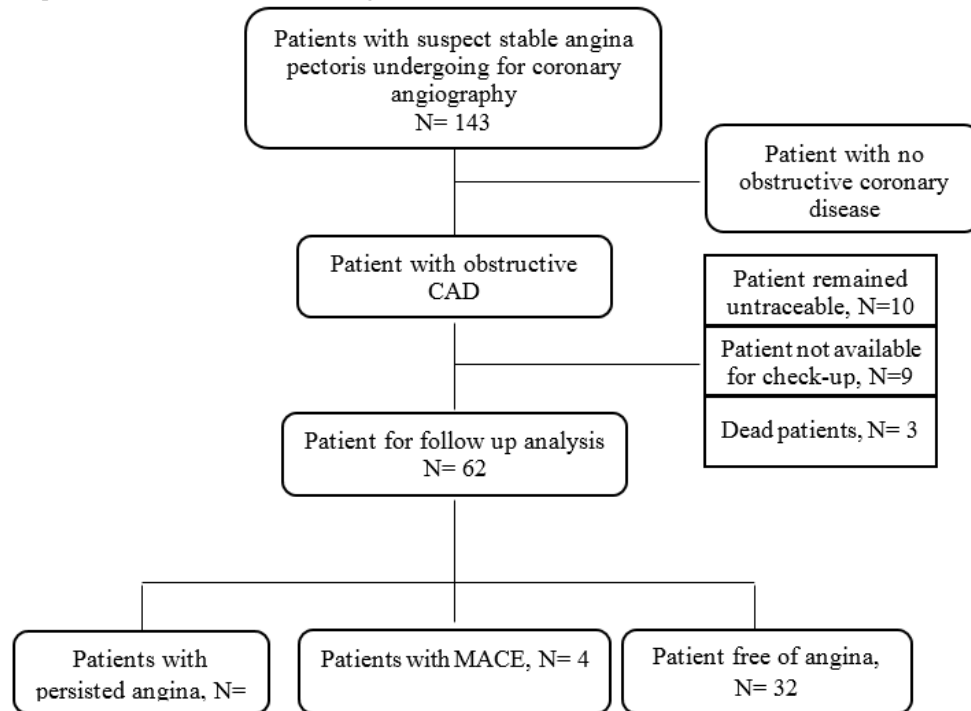 Patients with suspect stable angina
pectoris undergoing for coronary
angiography
N= 143
Patient with no
obstructive coronary
disease
Patient with obstructive
CAD
Patient remained
untraceable, N=10
Patient not available
for check-up, N=9
Dead patients, N= 3
Patient for follow up analysis
N= 62
Patients with
persisted angina, N=
Patients with MACE, N= 4
Patient free of angina,
N= 32